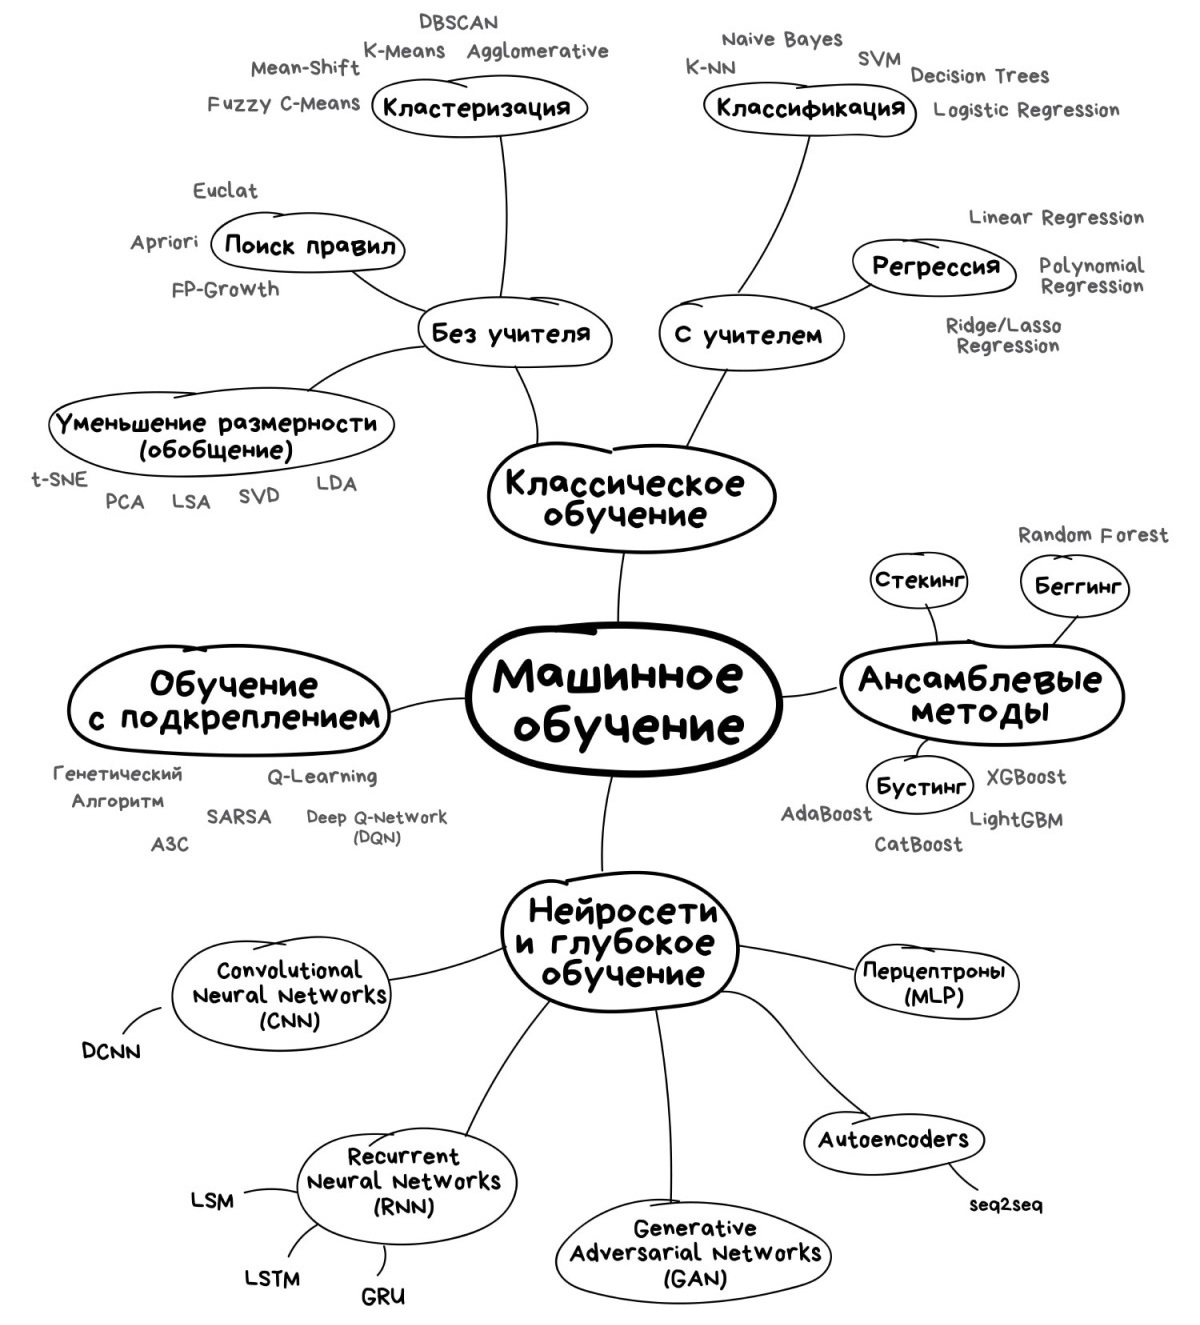 DBSCAN
K-Means
Agglomerative
Mean-Shift
Fuzzy C-Means
Кластеризация
Naive Bayes
K-NN
SVM
Decision Trees
Классификация
Logistic Regression
Euclat
Apriori
Поиск правил
FP-Growth
Linear Regression
Регрессия
Polynomial
Regression
Ridge/Lasso
Regression
Без учителя
С учителем
Уменьшение размерности
(обобщение)
t-SNE
PCA
LSA
SVD
LDA
Классическое
обучение
Random Forest
Стекинг
Беггинг
Машинное
обучение
Обучение
с подкреплением
Ансамблевые
методы
Генетический
Алгоритм
Q-Learning
SARSA
Deep Q-Network
(DQN)
A3C
Бустинг
XGBoost
AdaBoost
LightGBM
CatBoost
Нейросети
и глубокое
обучение
Convolutional
Neural Networks
(CNN)
DCNN
Перцептроны
(MLP)
Autoencoders
seq2seq
Recurrent
Neural Networks
(RNN)
LSM
LSTM
GRU
Generative
Adversarial Networks
(GAN)